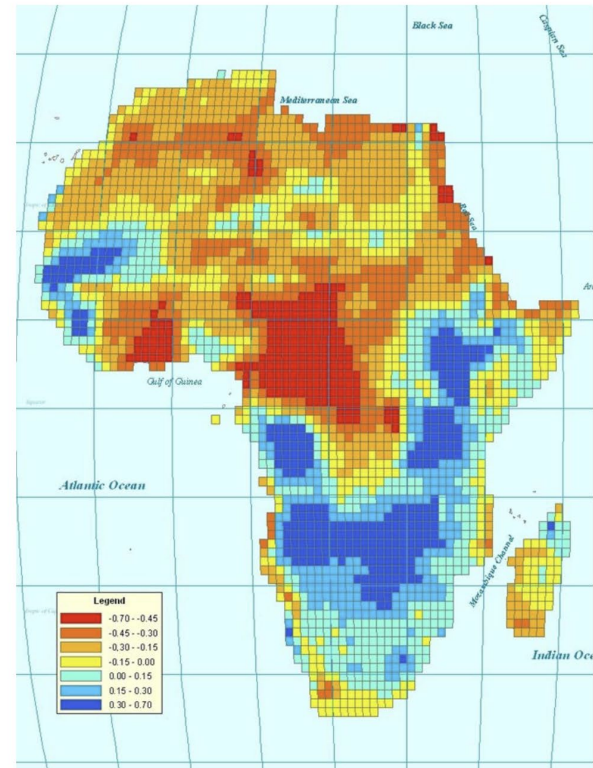 Black Sea
Caspian Sea
Mediterranean Sea
Red Sea
Gulf of Guinea
Equator
Atlantic Ocean
Mozambique Channel
Indian Oce
Legend
-0.70 - -0.45
-0.45 - -0.30
-0,30 - -0.15
-0.15 - 0.00
0.00 - 0.15
0.15 - 0.30
0.30 - 0.70